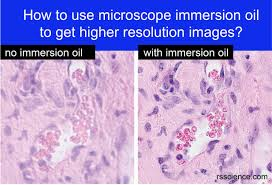 How to use microscope immersion oil
to get higher resolution images?
no immersion oil
with immersion oil
rsscience.com